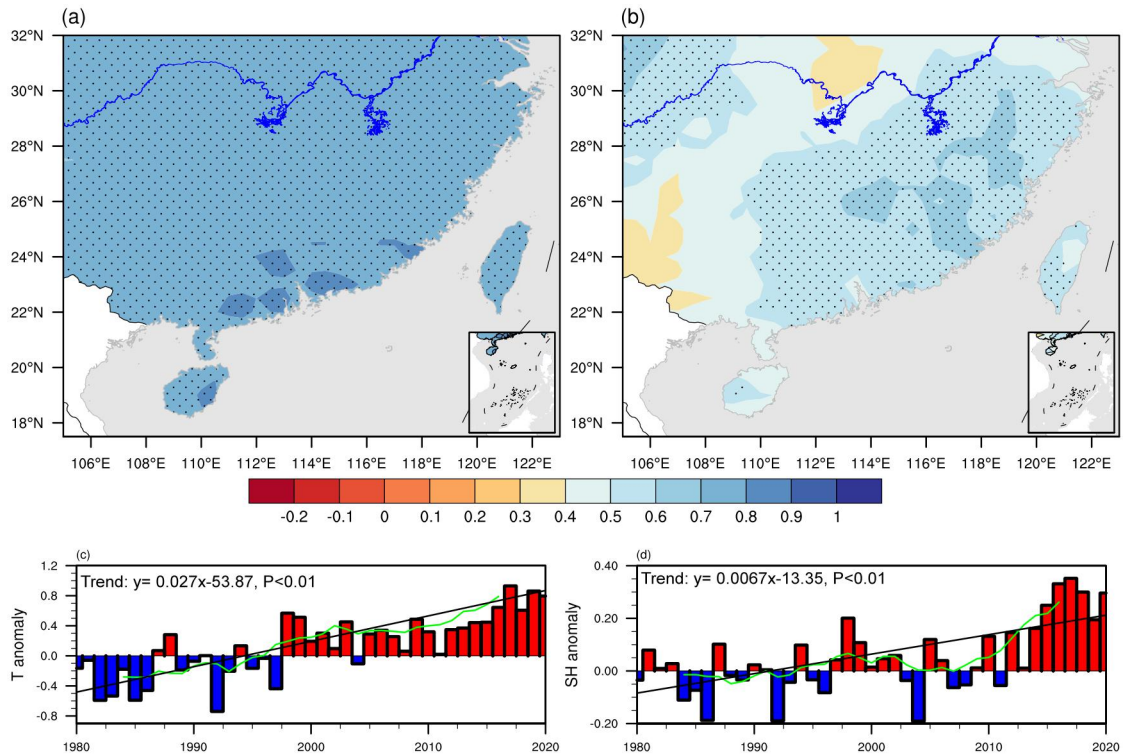 (a) (b)
32°N 32°N
30°N 30°N
28°N 28°N
26°N 26°N
24°N 24°N
22°N 22°N
20°N 20°N
18°N 18°N
106°E 108°E 110°E 112°E 114°E 116°E 118°E 120°E 122°E 106°E 108°E 110°E 112°E 114°E 116°E 118°E 120°E 122°E
-0.2 -0.1 0 0.1 0.2 0.3 0.4 0.5 0.6 0.7 0.8 0.9 1
(c) (d)
Trend: y= 0.027x-53.87, P<0.01 Trend: y= 0.0067x-13.35, P<0.01
T anomaly
1.2
0.8
0.4
0.0
-0.4
-0.8
1980 1990 2000 2010 2020
SH anomaly
0.40
0.20
0.00
-0.20
1980 1990 2000 2010 2020